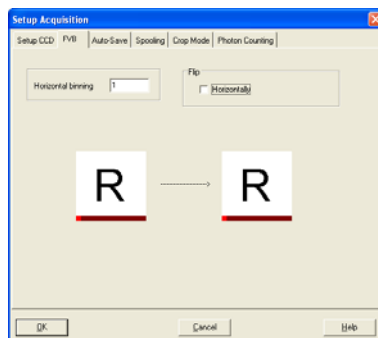 Setup Acquisition
Setup CCD FVB Auto-Save Spooling Crop Mode Photon Counting
Flip
Horizontal binning 1 Horizontally
R R
OK Cancel Help